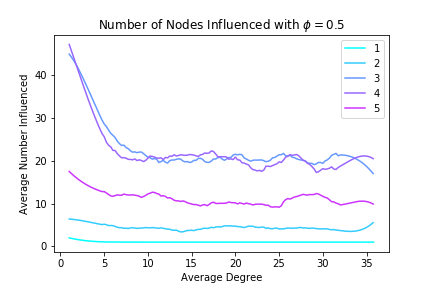 Number of Nodes Influenced with ϕ = 0.5
Average Number Influenced
40
30
20
10
0
0 5 10 15 20 25 30 35
Average Degree
1
2
3
4
5